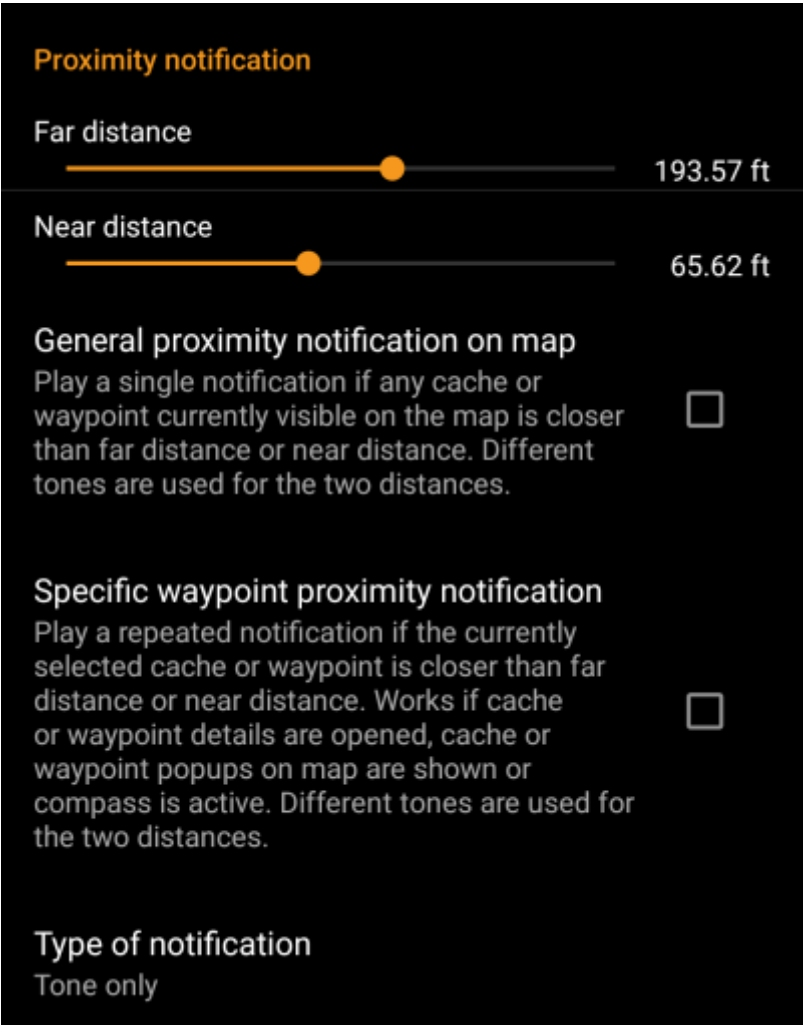 Proximity notification
Far distance
193.57 ft
Near distance
65.62 ft
General proximity notification on map
Play a single notification if any cache or
waypoint currently visible on the map is closer
than far distance or near distance. Different
tones are used for the two distances.
Specific waypoint proximity notification
Play a repeated notification if the currently
selected cache or waypoint is closer than far
distance or near distance. Works if cache
or waypoint details are opened, cache or
waypoint popups on map are shown or
compass is active. Different tones are used for
the two distances.
Type of notification
Tone only